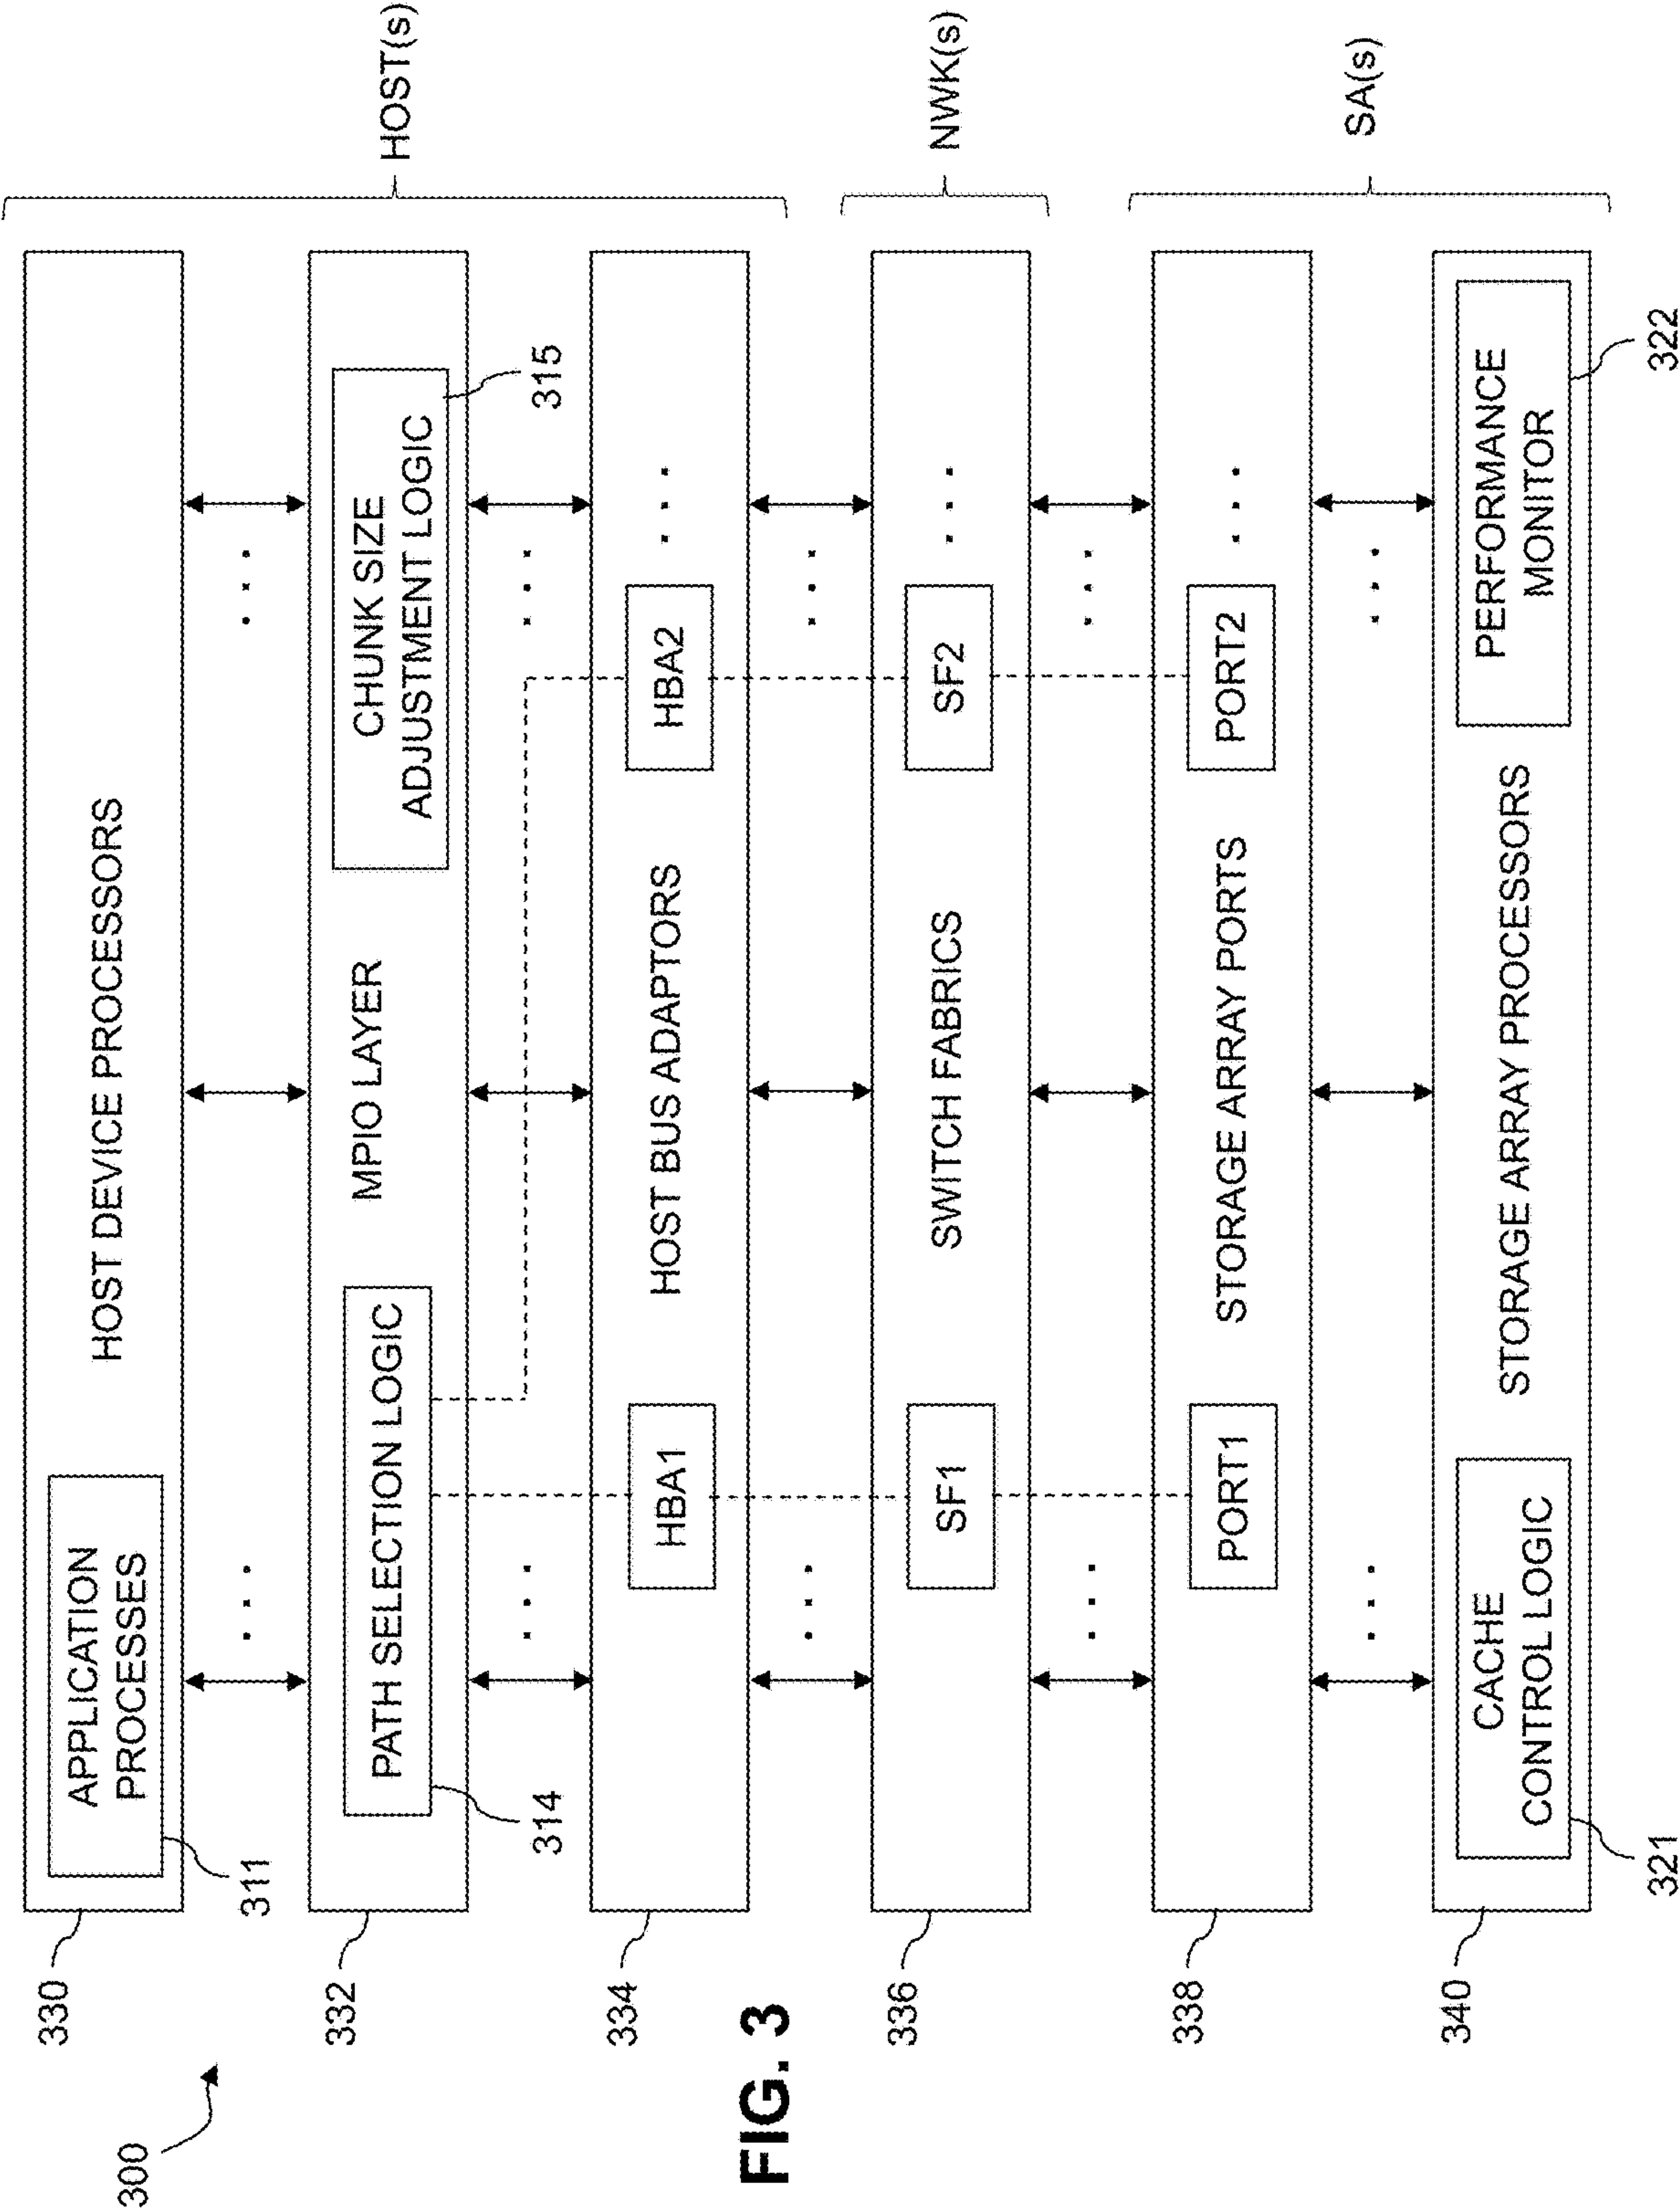 300
330
HOST DEVICE PROCESSORS
APPLICATION
PROCESSES
311
332
PATH SELECTION LOGIC
314
MPIO LAYER
CHUNK SIZE
ADJUSTMENT LOGIC
315
334
HBA1
HOST BUS ADAPTORS
HBA2
...
HOST(s)
336
SF1
SWITCH FABRICS
SF2
...
NWK(s)
338
PORT1
STORAGE ARRAY PORTS
PORT2
...
340
CACHE
CONTROL LOGIC
321
STORAGE ARRAY PROCESSORS
PERFORMANCE
MONITOR
322
SA(s)
FIG. 3